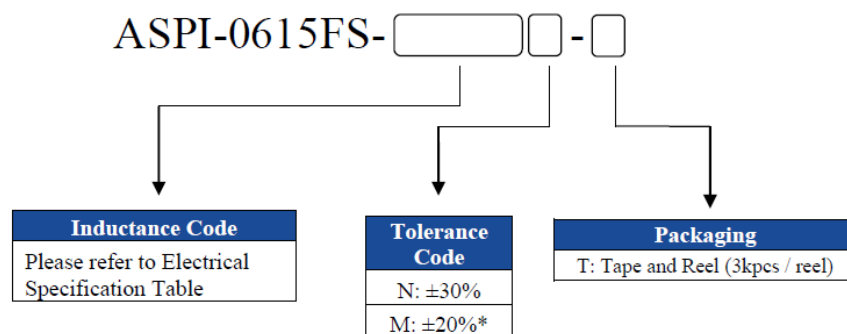 ASPI-0615FS- -
Inductance Code
Please refer to Electrical
Specification Table
Tolerance
Code
N: ±30%
M: ±20%*
Packaging
T: Tape and Reel (3kpcs / reel)